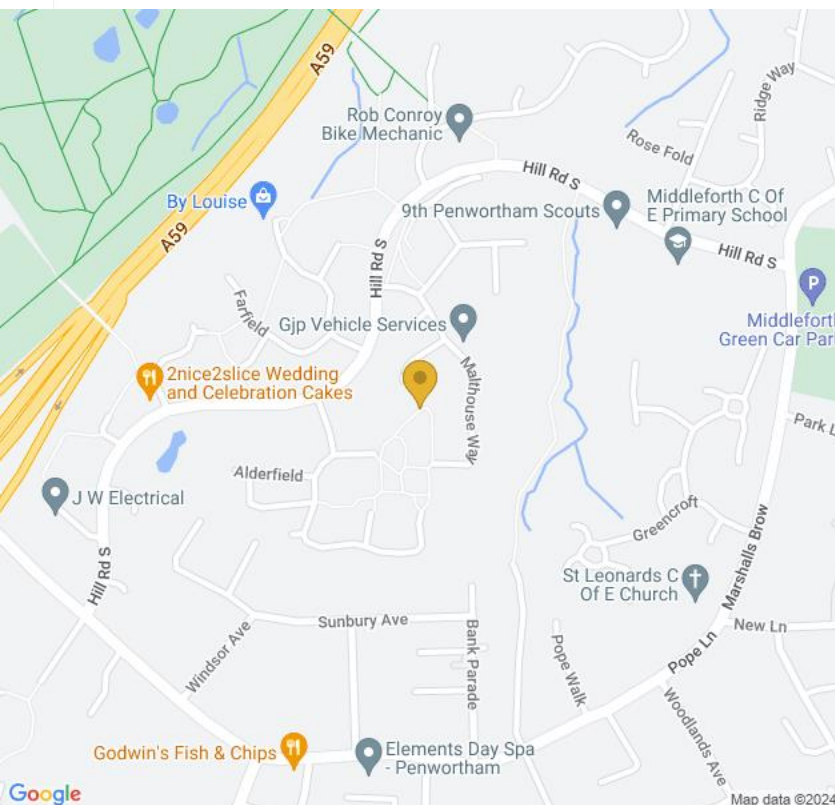 A59
Rob Conroy
Bike Mechanic
Ridge Way
Rose Fold
Hill Rd S
By Louise
9th Penwortham Scouts
Middleforth C Of
E Primary School
A59
Hill Rd S
Hill Rd S
P
Farfield
Gjp Vehicle Services
Middlefort
Green Car Par
2nice2slice Wedding
and Celebration Cakes
Malthouse Way
Park L
Alderfield
J W Electrical
Greencroft
Marshalls Brow
Hill Rd S
St Leonards C
Of E Church
Sunbury Ave
Bank Parade
New Ln
Windsor Ave
Pope Walk
Pope Ln
Woodlands Ave
Godwin's Fish & Chips
Elements Day Spa
- Penwortham
Google
Map data ©2024